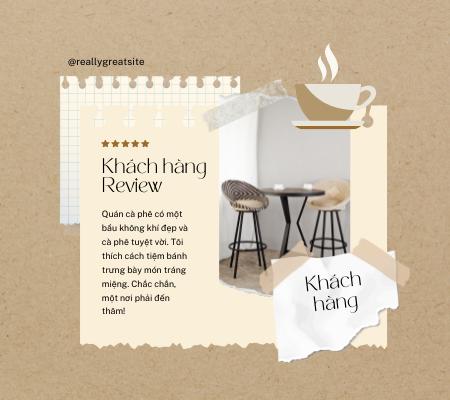 @reallygreatsite
Khách hàng
Review
Quán cà phê có một
bầu không khí đẹp và
cà phê tuyệt vời. Tôi
thích cách tiệm bánh
trưng bày món tráng
miệng. Chắc chắn,
một nơi phải đến
thăm!
Khách
hàng